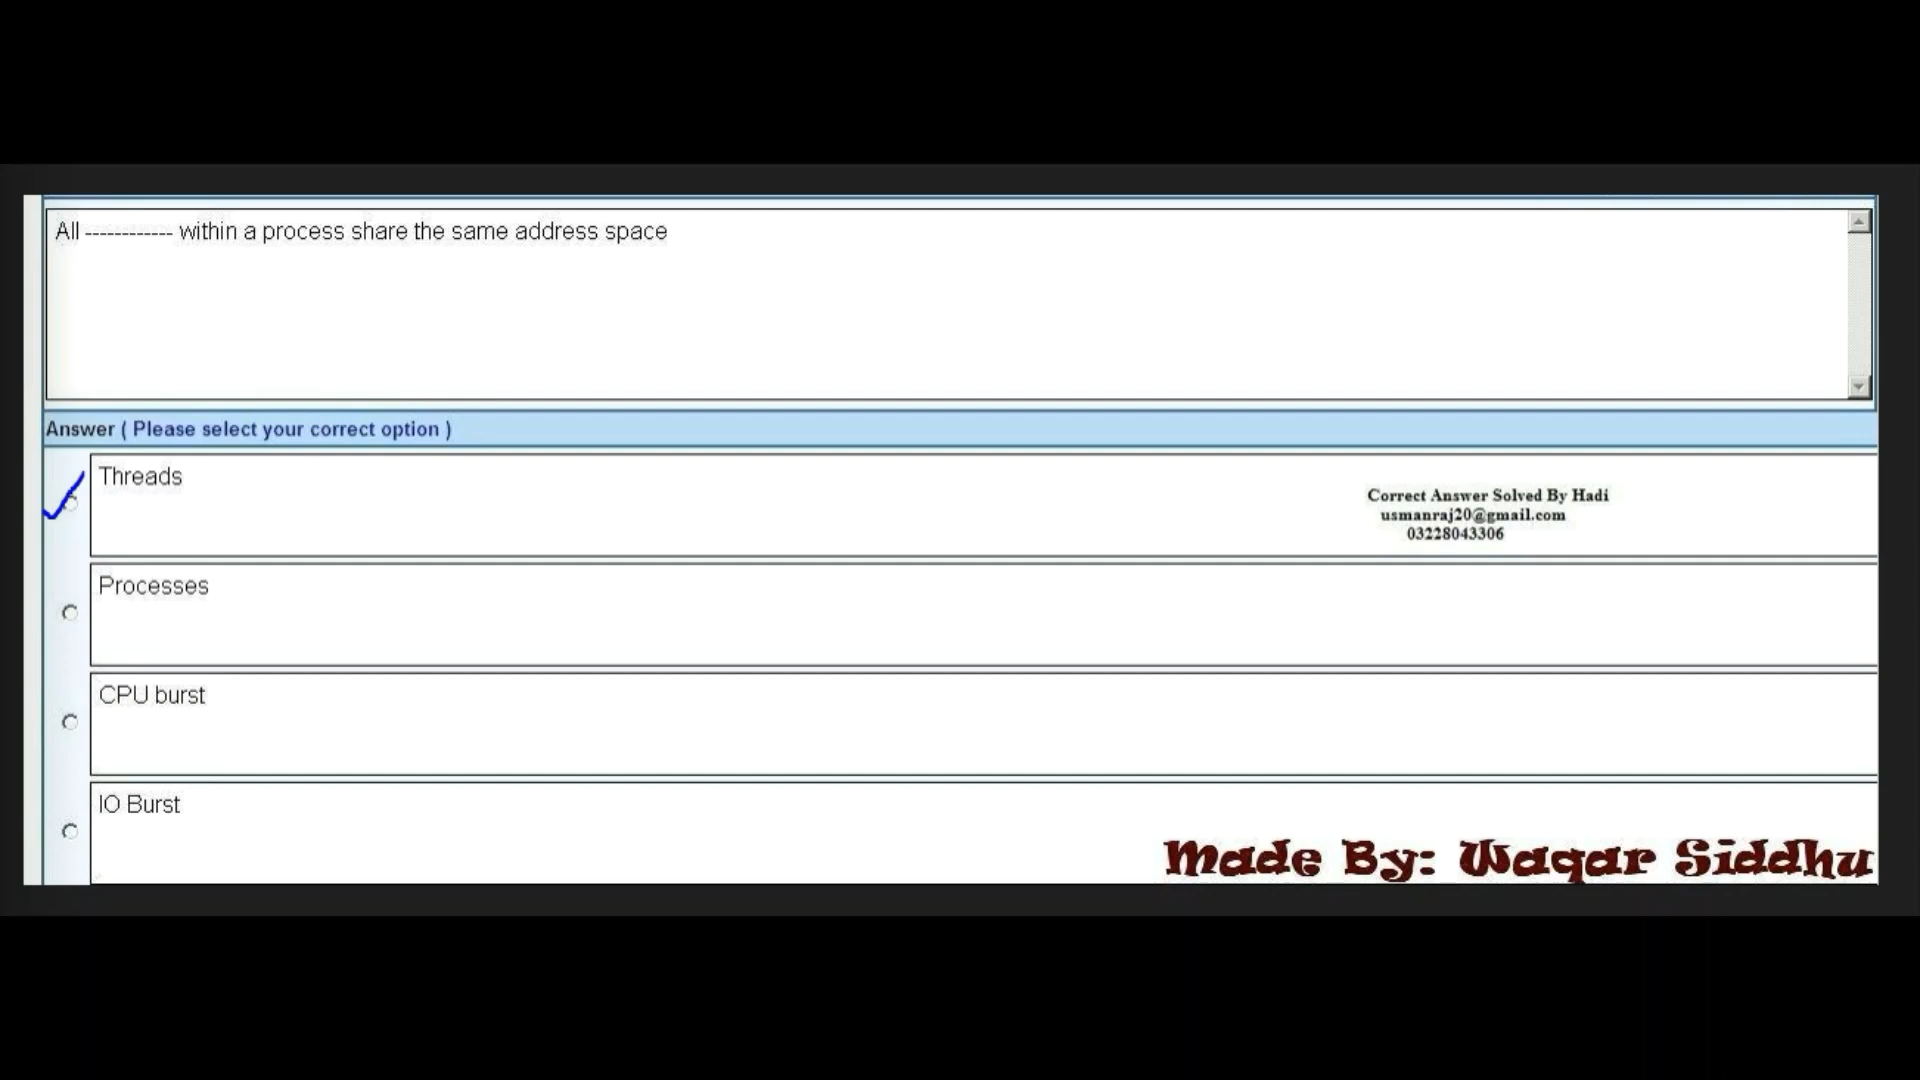 All ------------ within a process share the same address space
Answer ( Please select your correct option )
Threads
Correct Answer Solved By Hadi
usmanraj20@gmail.com
03228043306
Processes
CPU burst
IO Burst
Made By: Waqar Siddhu